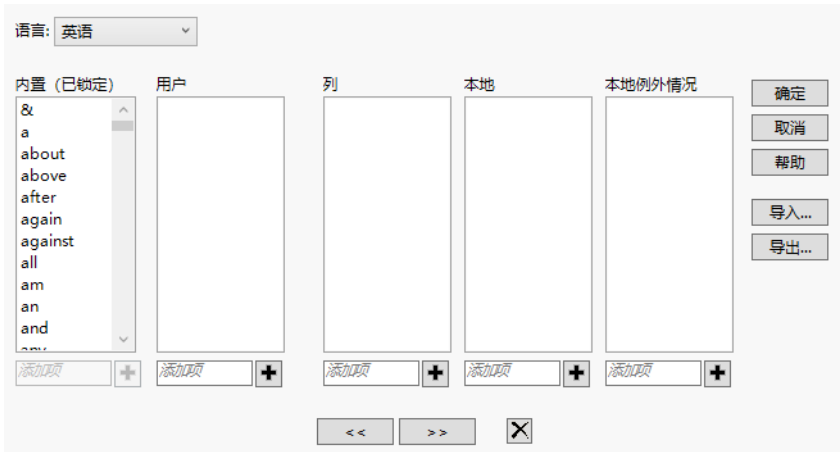 语言: 英语
内置 (已锁定) 用户 列 本地 本地例外情况
&
a
about
above
after
again
against
all
am
an
and
any
添加项 添加项 添加项 添加项 添加项
确定
取消
帮助
导入...
导出...
<< >>